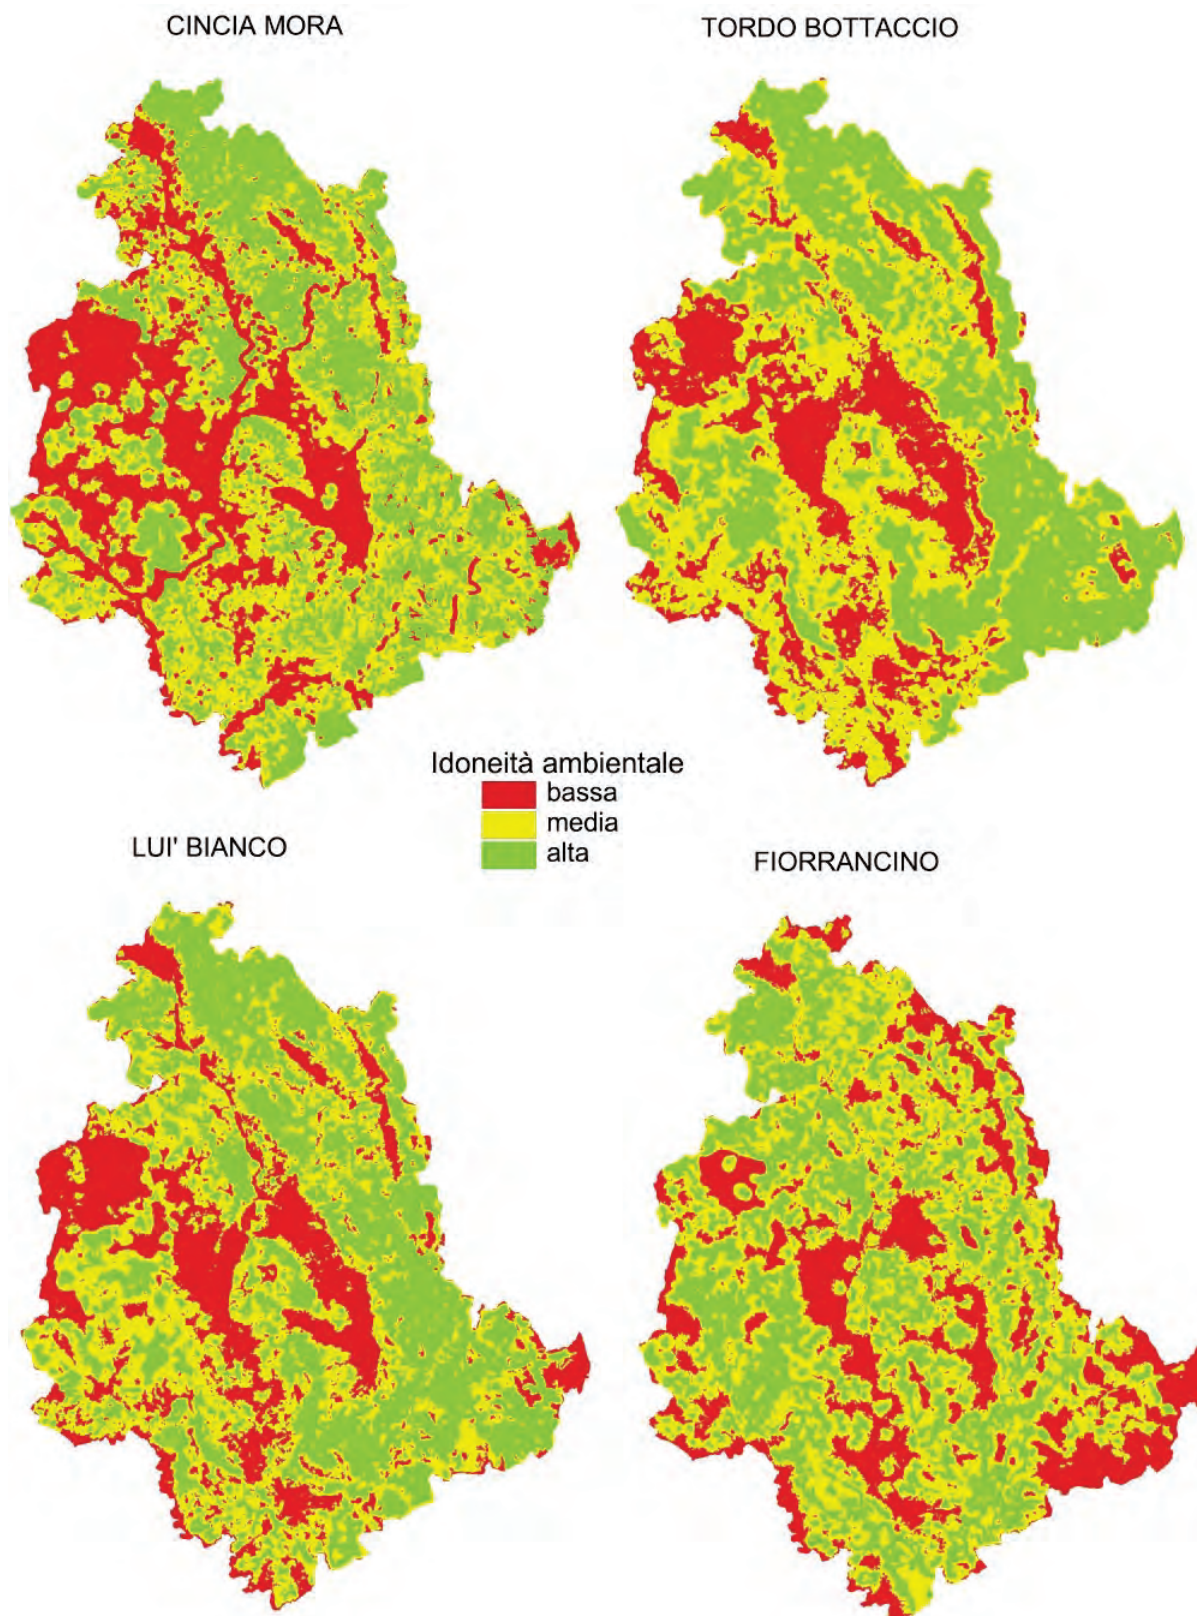 CINCIA MORA
TORDO BOTTACCIO
Idoneità ambientale
bassa
media
alta
LUI' BIANCO
FIORRANCINO